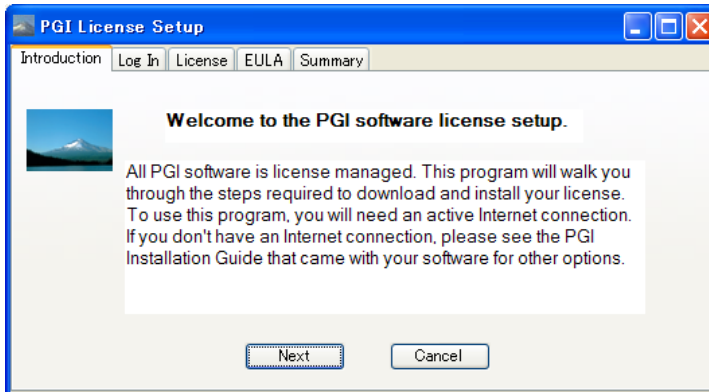 PGI License Setup
Introduction Log In License EULA Summary
Welcome to the PGI software license setup.
All PGI software is license managed. This program will walk you
through the steps required to download and install your license.
To use this program, you will need an active Internet connection.
If you don't have an Internet connection, please see the PGI
Installation Guide that came with your software for other options.
Next Cancel